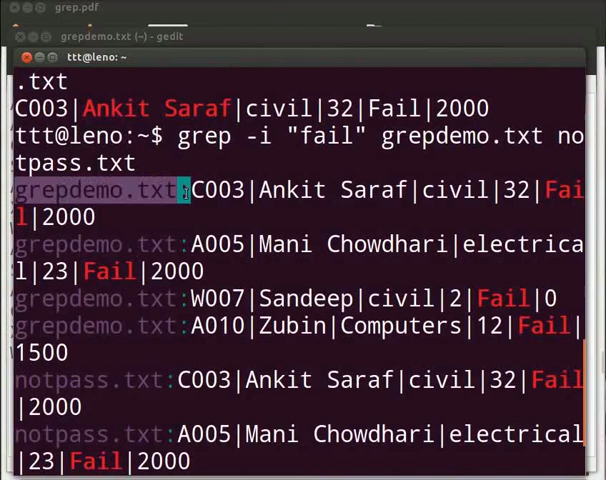 grep.pdf
grepdemo.txt (~) - gedit
ttt@leno: ~
.txt
C003|Ankit Saraf|civil|32|Fail|2000
ttt@leno:~$ grep -i "fail" grepdemo.txt no
tpass.txt
grepdemo.txt:C003|Ankit Saraf|civil|32|Fai
l|2000
grepdemo.txt:A005|Mani Chowdhari|electrica
l|23|Fail|2000
grepdemo.txt:W007|Sandeep|civil|2|Fail|0
grepdemo.txt:A010|Zubin|Computers|12|Fail|
1500
notpass.txt:C003|Ankit Saraf|civil|32|Fail
|2000
notpass.txt:A005|Mani Chowdhari|electrical
|23|Fail|2000